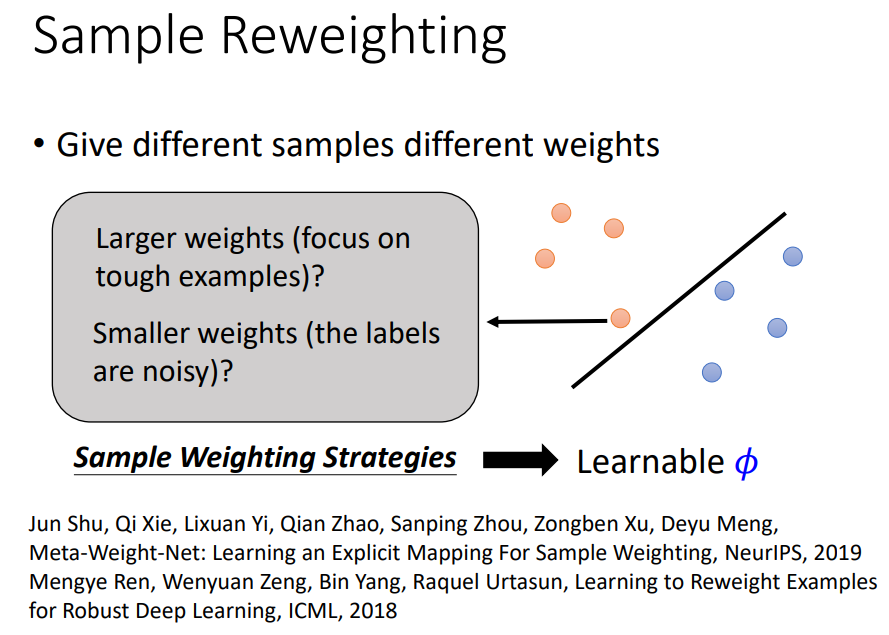 Sample Reweighting
• Give different samples different weights
Larger weights (focus on
tough examples)?
Smaller weights (the labels
are noisy)?
Sample Weighting Strategies
Learnable ϕ
Jun Shu, Qi Xie, Lixuan Yi, Qian Zhao, Sanping Zhou, Zongben Xu, Deyu Meng,
Meta-Weight-Net: Learning an Explicit Mapping For Sample Weighting, NeurIPS, 2019
Mengye Ren, Wenyuan Zeng, Bin Yang, Raquel Urtasun, Learning to Reweight Examples
for Robust Deep Learning, ICML, 2018